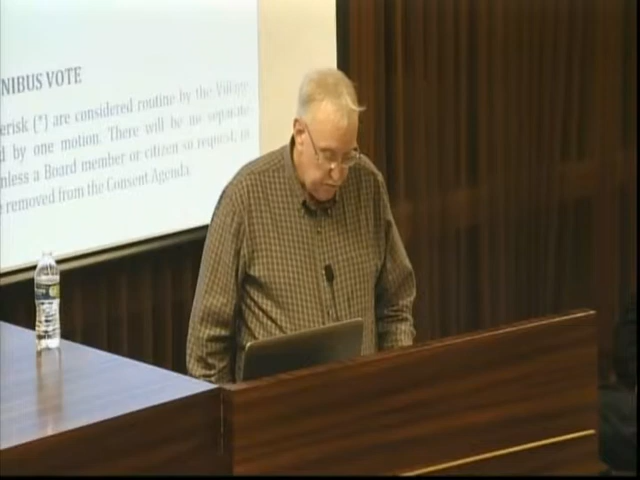 NIBUS VOTE
erisk (*) are considered routine by the Village
d by one motion. There will be no separate
nless a Board member or citizen so request, in
e removed from the Consent Agenda.